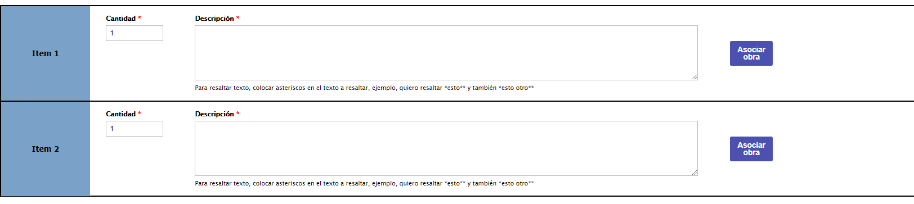 Cantidad * Descripción *
Item 1 1 Asociar obra
Para resaltar texto, colocar asteriscos en el texto a resaltar, ejemplo, quiero resaltar *esto** y también *esto otro**
Cantidad * Descripción *
Item 2 1 Asociar obra
Para resaltar texto, colocar asteriscos en el texto a resaltar, ejemplo, quiero resaltar *esto** y también *esto otro**